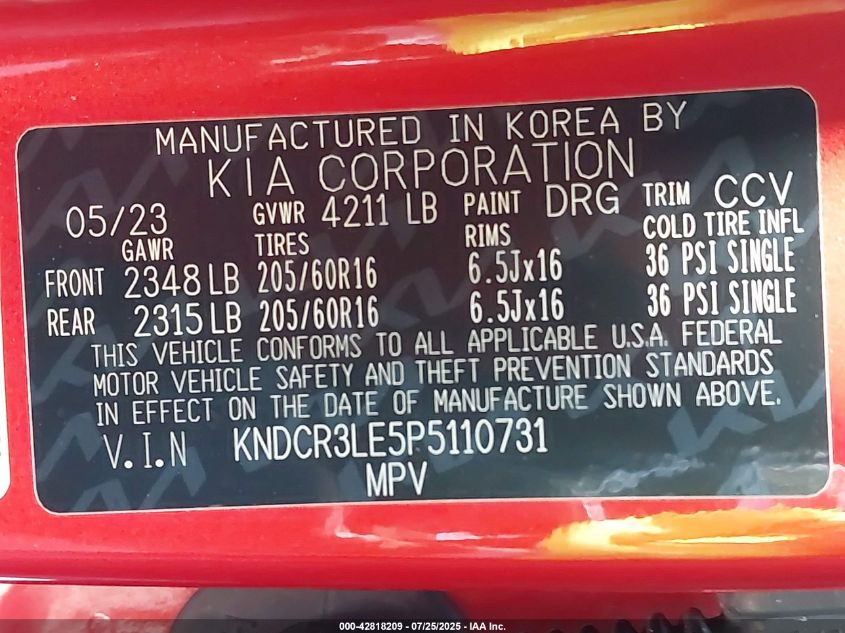 MANUFACTURED IN KOREA BY
KIA CORPORATION
05/23 GVWR 4211 LB PAINT DRG TRIM CCV
GAWR TIRES RIMS COLD TIRE INFL
FRONT 2348 LB 205/60R16 6.5Jx16 36 PSI SINGLE
REAR 2315 LB 205/60R16 6.5Jx16 36 PSI SINGLE
THIS VEHICLE CONFORMS TO ALL APPLICABLE U.S.A. FEDERAL
MOTOR VEHICLE SAFETY AND THEFT PREVENTION STANDARDS
IN EFFECT ON THE DATE OF MANUFACTURE SHOWN ABOVE.
V.I.N KNDCR3LE5P5110731
MPV
000-42818209 - 07/25/2025 - IAA Inc.